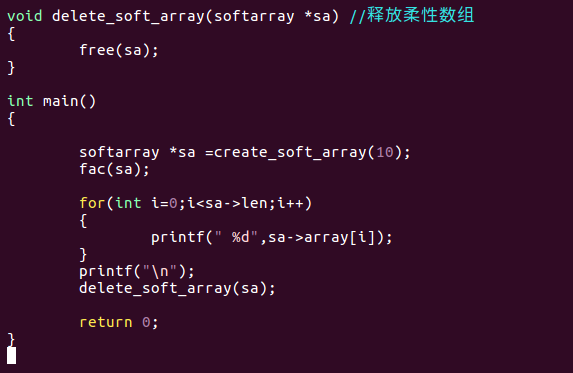 void delete_soft_array(softarray *sa) //释放柔性数组
{
        free(sa);
}
int main()
{
        softarray *sa =create_soft_array(10);
        fac(sa);
        for(int i=0;i<sa->len;i++)
        {
                printf(" %d",sa->array[i]);
        }
        printf("\n");
        delete_soft_array(sa);
        return 0;
}